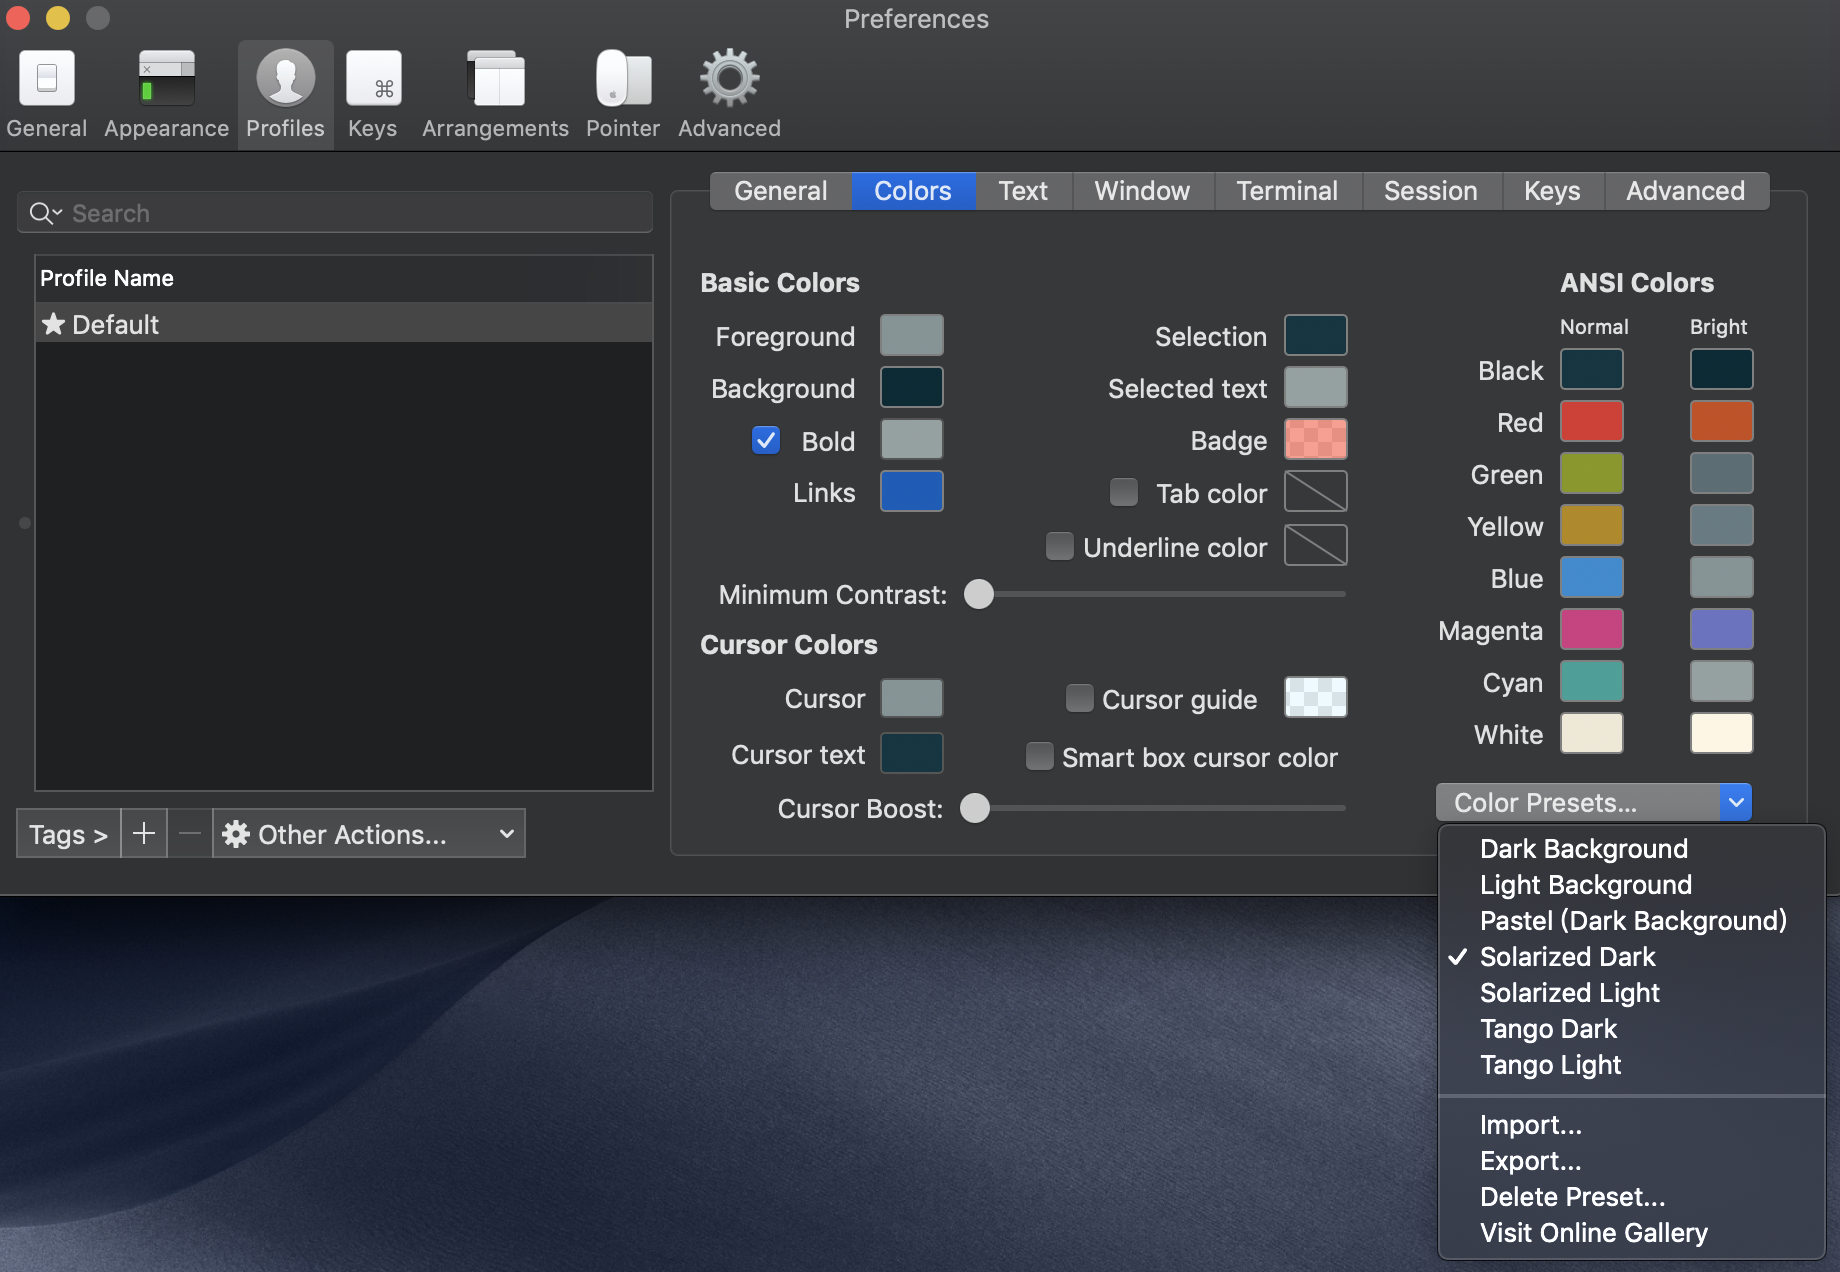 Preferences
General Appearance Profiles Keys Arrangements Pointer Advanced
Search
Profile Name
Default
Tags >
Other Actions...
General Colors Text Window Terminal Session Keys Advanced
Basic Colors
Foreground
Background
Bold
Links
Selection
Selected text
Badge
Tab color
Underline color
Minimum Contrast:
Cursor Colors
Cursor
Cursor text
Cursor guide
Smart box cursor color
Cursor Boost:
ANSI Colors
Normal Bright
Black
Red
Green
Yellow
Blue
Magenta
Cyan
White
Color Presets...
Dark Background
Light Background
Pastel (Dark Background)
Solarized Dark
Solarized Light
Tango Dark
Tango Light
Import...
Export...
Delete Preset...
Visit Online Gallery